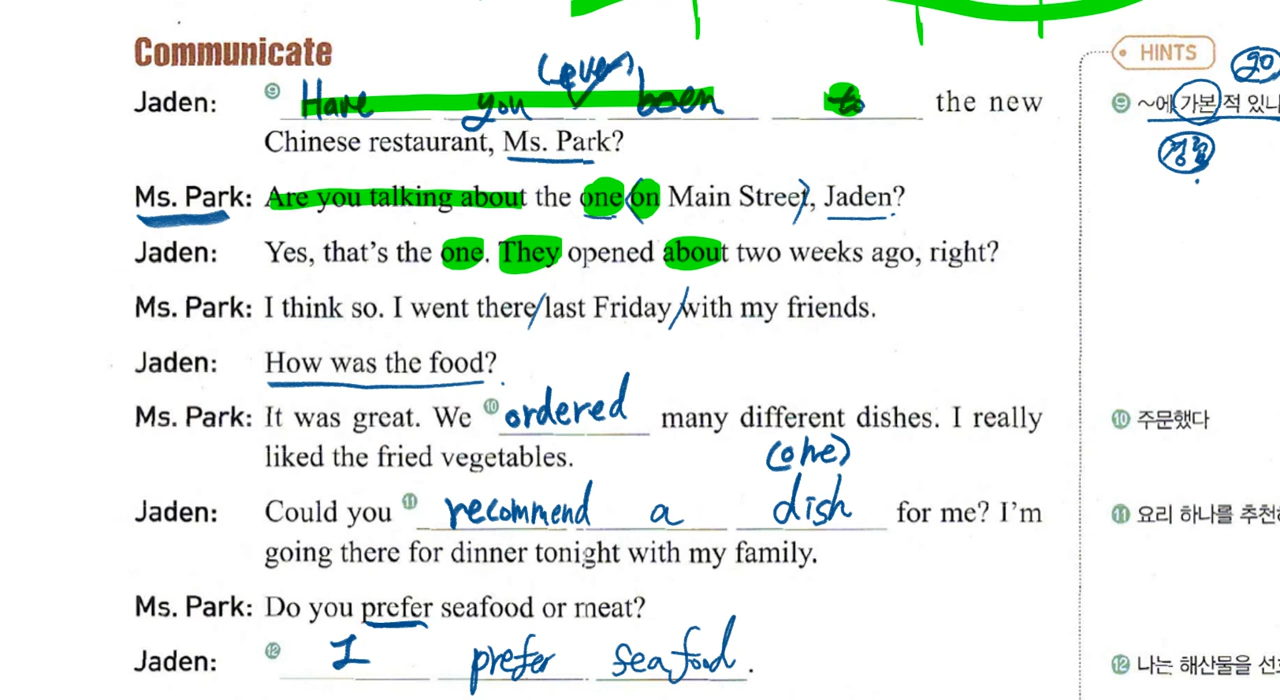 Communicate
HINTS
(ever)
20
Jaden: ⑨ Have you been to the new
⑨ ~에 가본 적 있니
Chinese restaurant, Ms. Park?
경험
Ms. Park: Are you talking about the one (on Main Street), Jaden?
Jaden: Yes, that's the one. They opened about two weeks ago, right?
Ms. Park: I think so. I went there/last Friday/with my friends.
Jaden: How was the food?
Ms. Park: It was great. We ⑩ ordered many different dishes. I really
⑩ 주문했다
liked the fried vegetables.
(one)
Jaden: Could you ⑪ recommend a dish for me? I'm
⑪ 요리 하나를 추천
going there for dinner tonight with my family.
Ms. Park: Do you prefer seafood or meat?
Jaden: ⑫ I prefer seafood.
⑫ 나는 해산물을 선